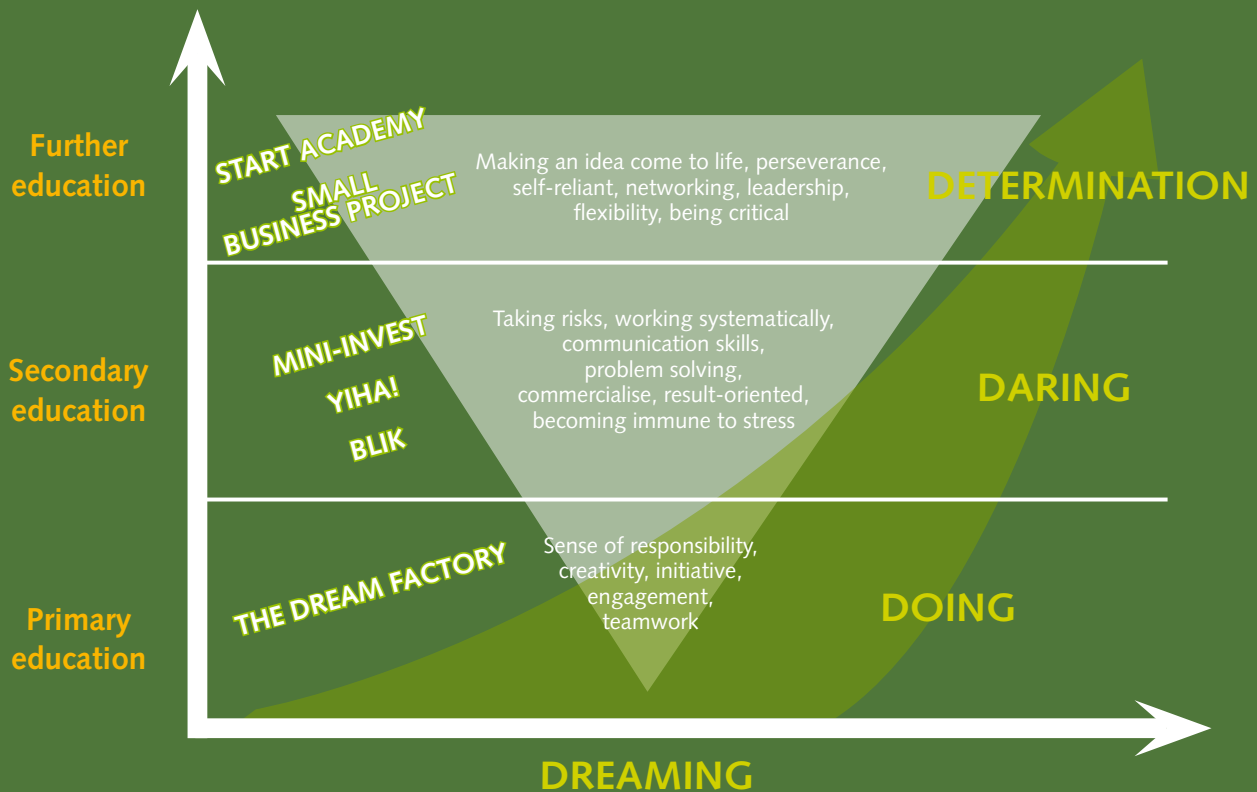 Further
education
START ACADEMY
SMALL
BUSINESS PROJECT
Making an idea come to life, perseverance,
self-reliant, networking, leadership,
flexibility, being critical
DETERMINATION
Secondary
education
MINI-INVEST
YIHA!
BLIK
Taking risks, working systematically,
communication skills,
problem solving,
commercialise, result-oriented,
becoming immune to stress
DARING
Primary
education
THE DREAM FACTORY
Sense of responsibility,
creativity, initiative,
engagement,
teamwork
DOING
DREAMING